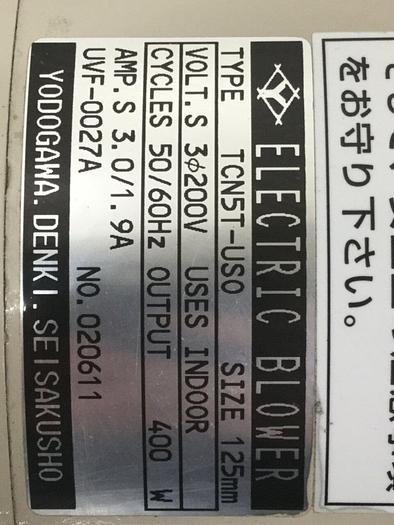 ELECTRIC BLOWER
TYPE TCN5T-USO SIZE 125mm
VOLT.S 3φ200V USES INDOOR
CYCLES 50/60Hz OUTPUT 400 W
AMP.S 3.0/1.9A
UVF-0027A No.020611
YODOGAWA.DENKI.SEISAKUSHO
をお守り下さい。